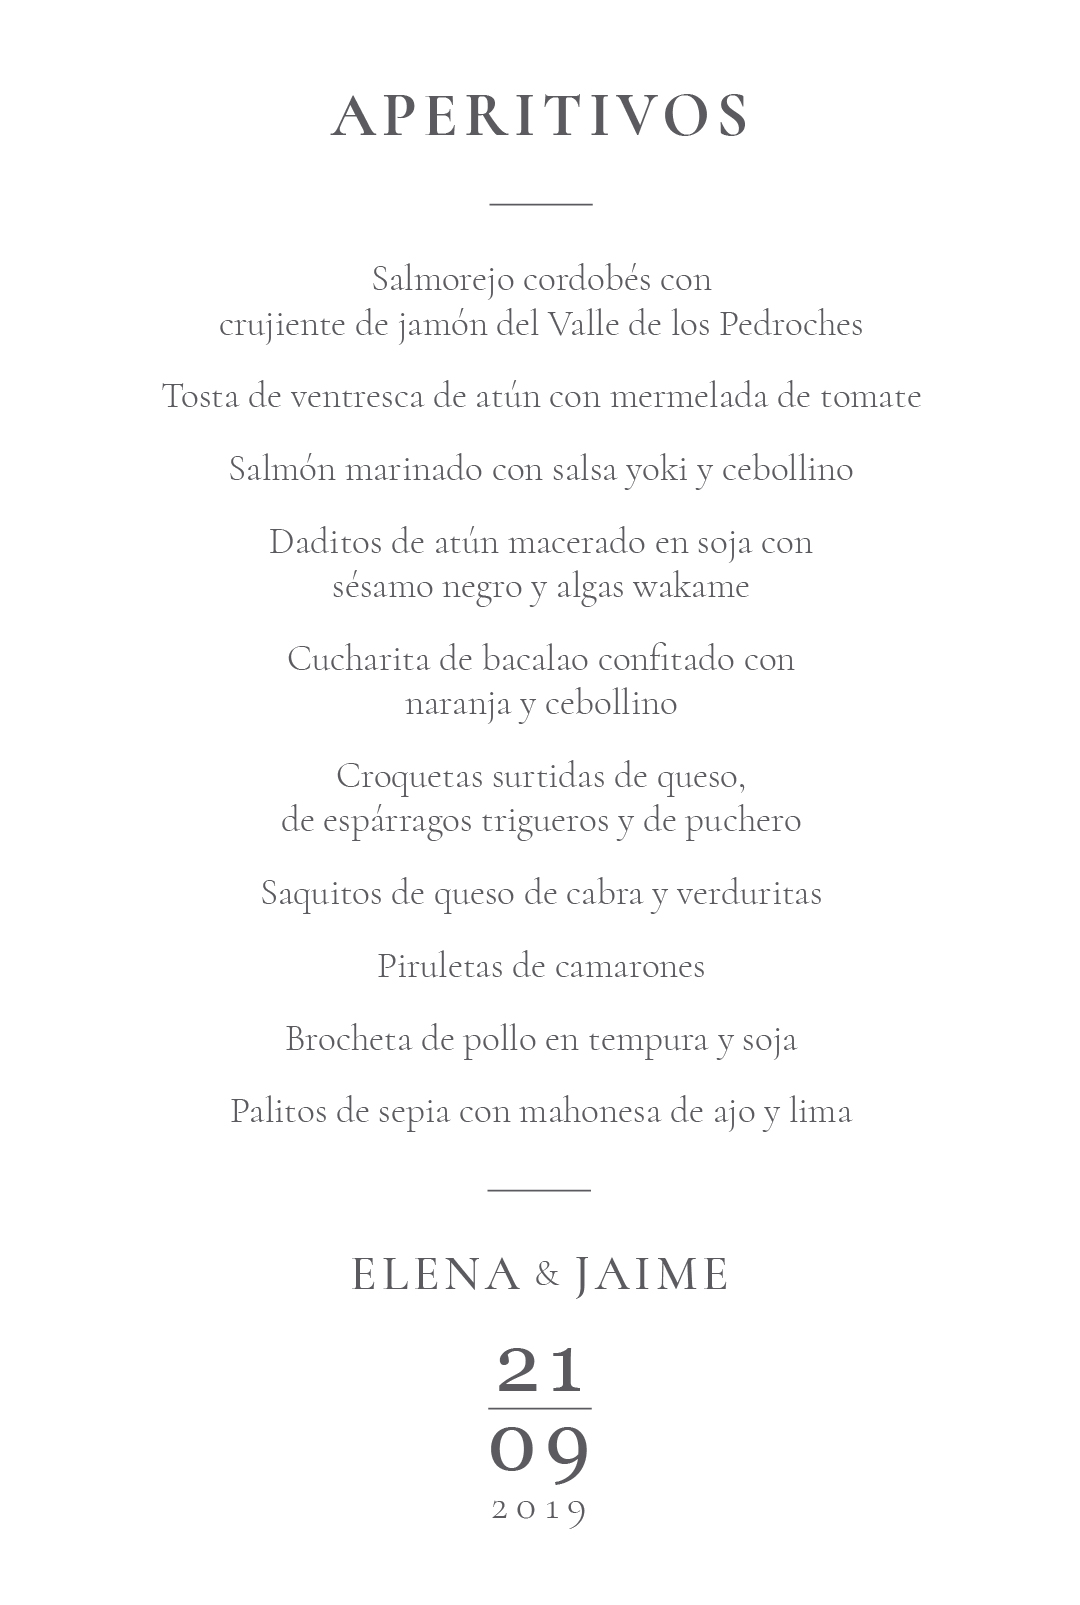 APERITIVOS
Salmorejo cordobés con
crujiente de jamón del Valle de los Pedroches
Tosta de ventresca de atún con mermelada de tomate
Salmón marinado con salsa yoki y cebollino
Daditos de atún macerado en soja con
sésamo negro y algas wakame
Cucharita de bacalao confitado con
naranja y cebollino
Croquetas surtidas de queso,
de espárragos trigueros y de puchero
Saquitos de queso de cabra y verduritas
Piruletas de camarones
Brocheta de pollo en tempura y soja
Palitos de sepia con mahonesa de ajo y lima
ELENA & JAIME
21
09
2019